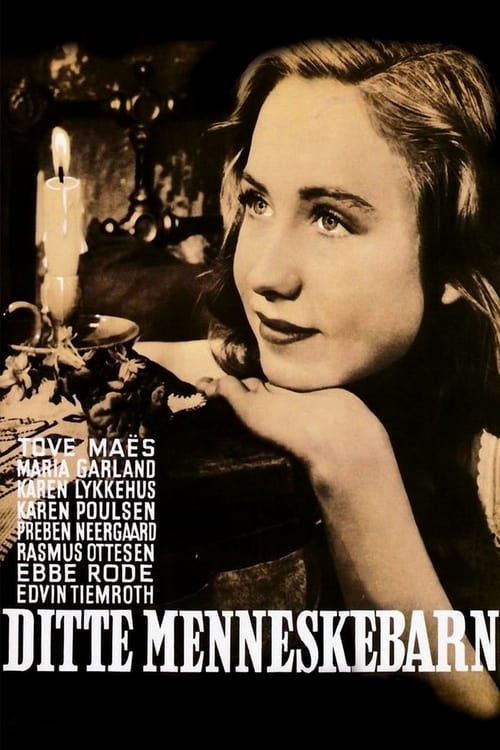 TOVE MAËS
MARIA GARLAND
KAREN LYKKEHUS
KAREN POULSEN
PREBEN NEERGAARD
RASMUS OTTESEN
EBBE RODE
EDVIN TIEMROTH
DITTE MENNESKEBARN